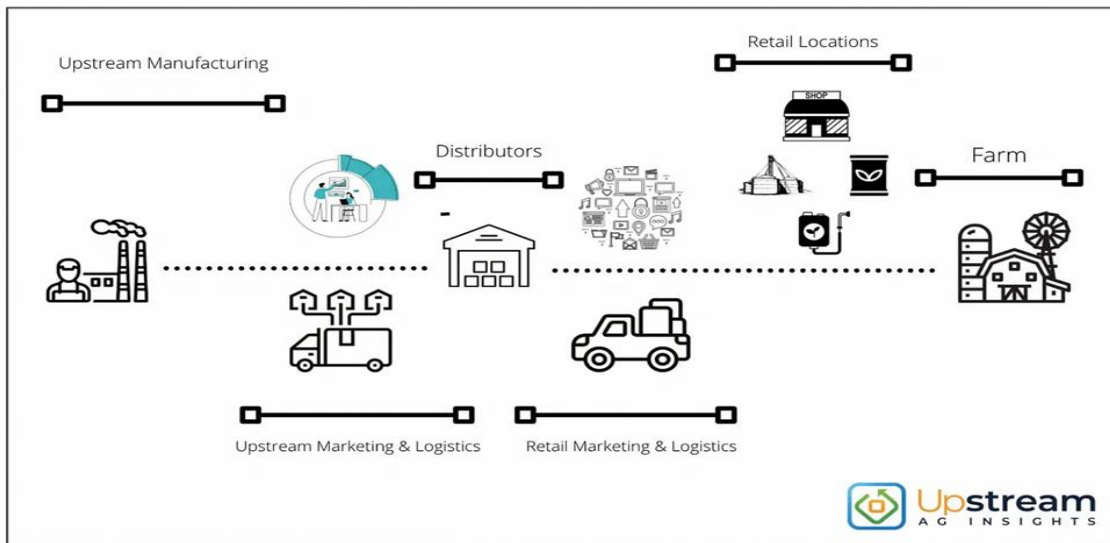 Upstream Manufacturing
Retail Locations
SHOP
Distributors
Farm
Upstream Marketing & Logistics
Retail Marketing & Logistics
Upstream
AG INSIGHTS